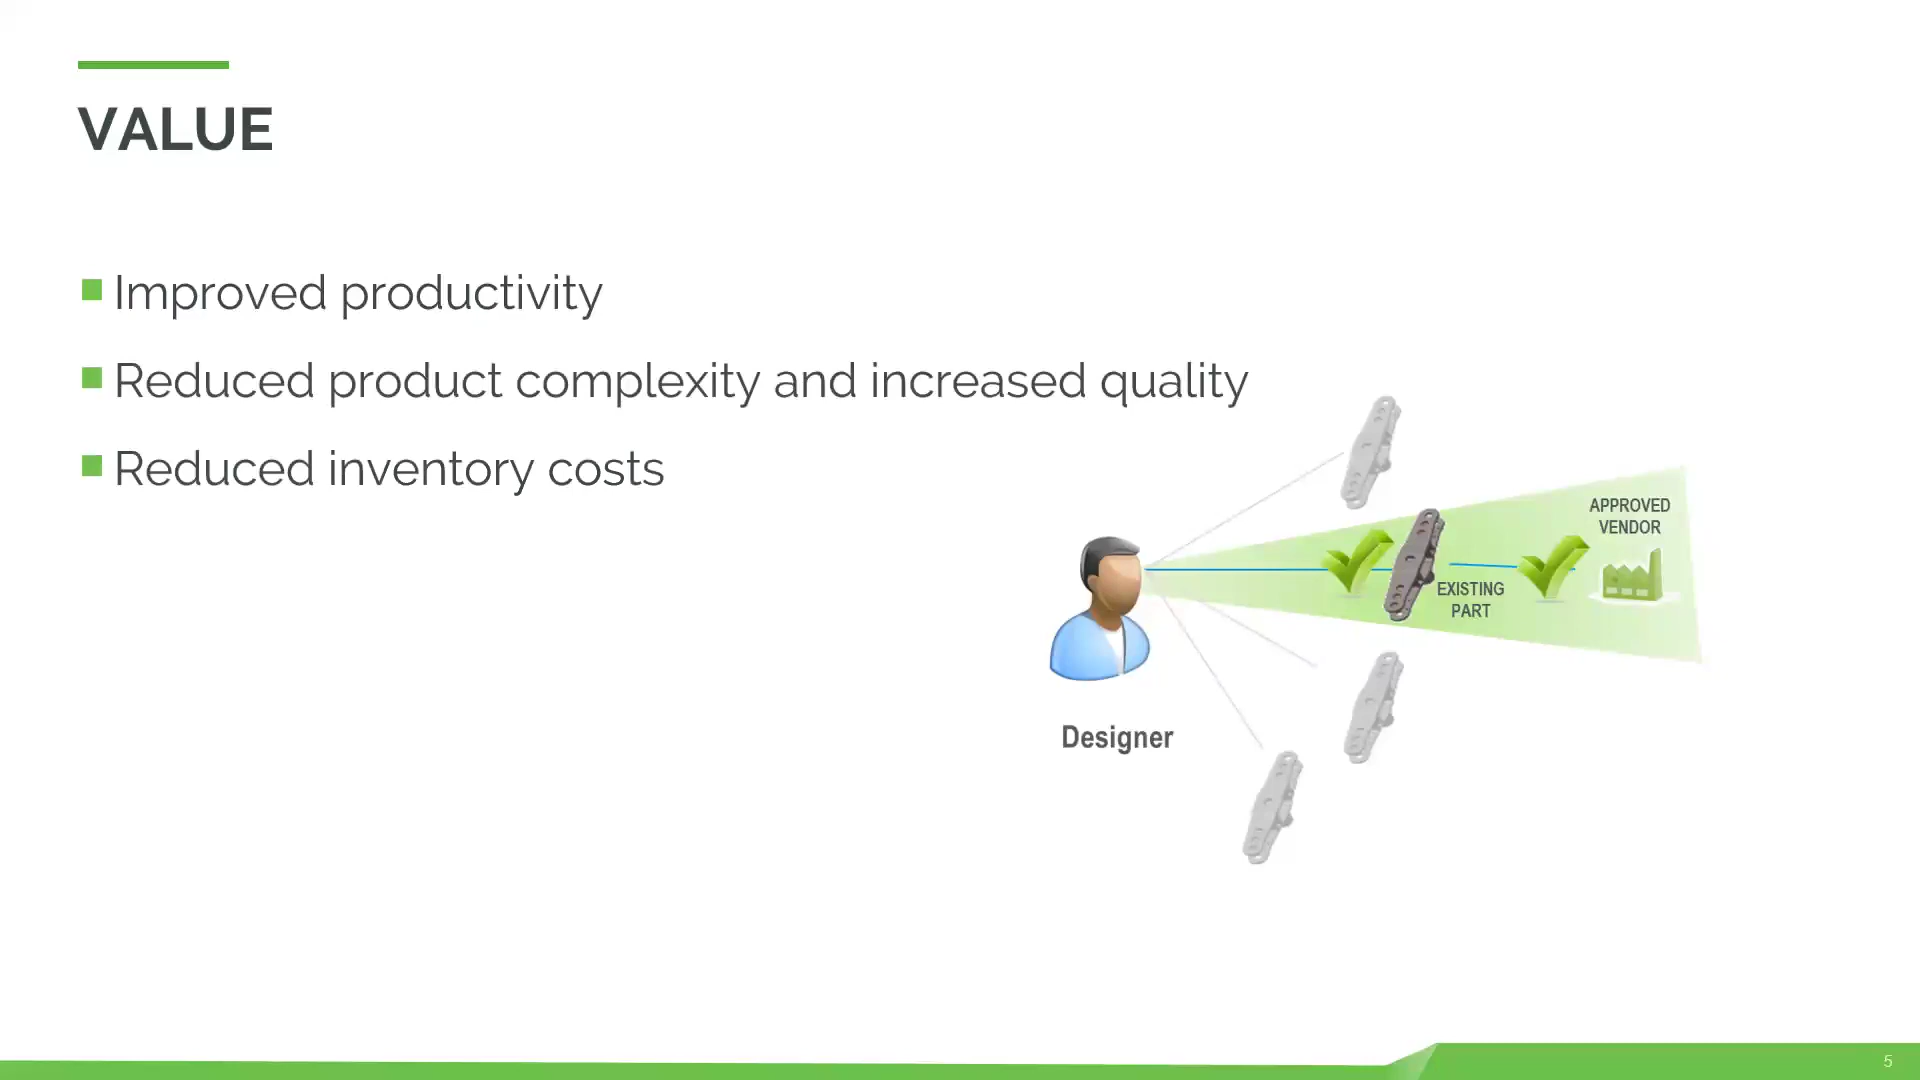 VALUE
Improved productivity
Reduced product complexity and increased quality
Reduced inventory costs
APPROVED
VENDOR
EXISTING
PART
Designer
5